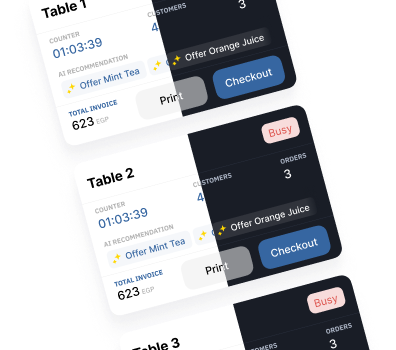 Table 1
COUNTER
CUSTOMERS
01:03:39
4
3
AI RECOMMENDATION
✨ Offer Mint Tea
✨ Offer Orange Juice
TOTAL INVOICE
623 EGP
Print
Checkout
Table 2
Busy
COUNTER
CUSTOMERS
ORDERS
01:03:39
4
3
AI RECOMMENDATION
✨ Offer Mint Tea
✨ Offer Orange Juice
TOTAL INVOICE
623 EGP
Print
Checkout
Table 3
Busy
ORDERS
3